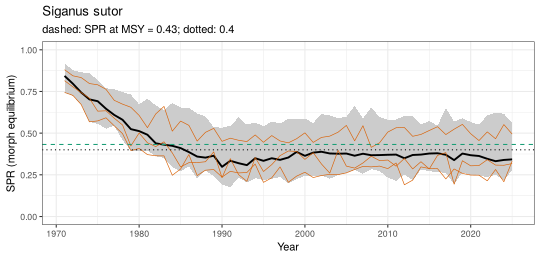 Siganus sutor
dashed: SPR at MSY = 0.43; dotted: 0.4
SPR (morph equilibrium)
1.00
0.75
0.50
0.25
0.00
1970 1980 1990 2000 2010 2020
Year